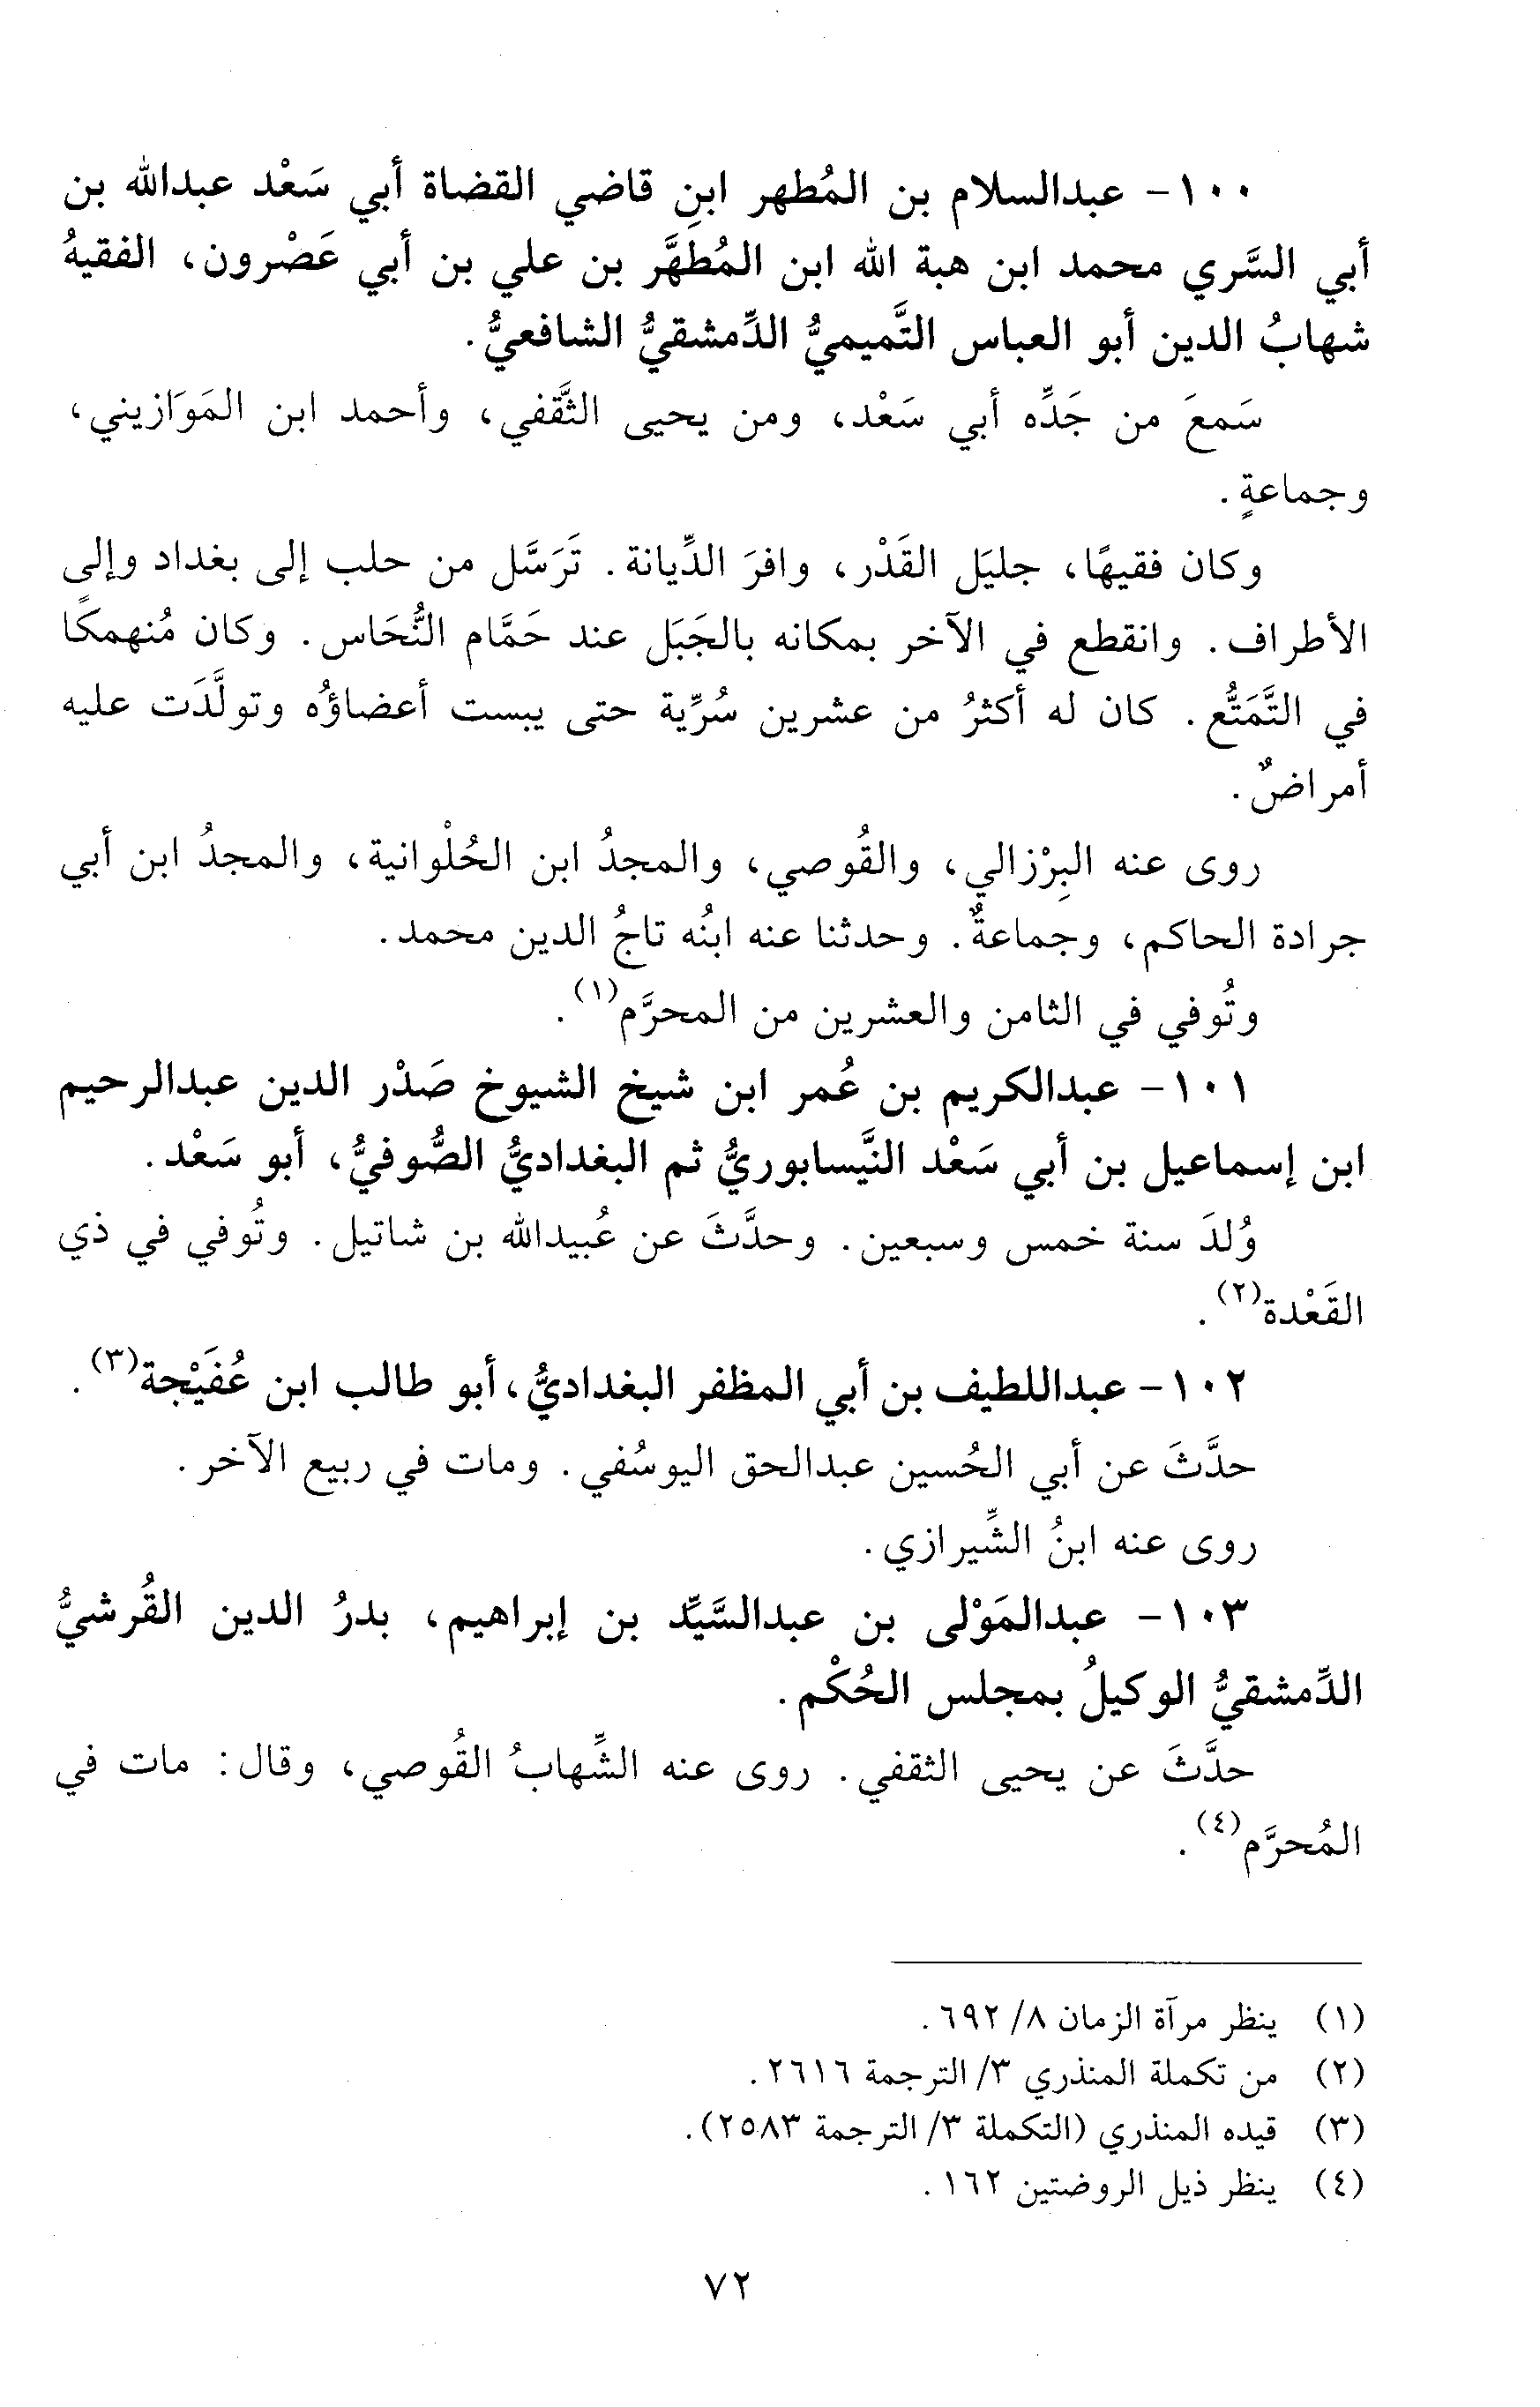 ١٠٠- عبدالسلام بن المُطهر ابنِ قاضي القضاة أبي سَعْد عبدالله بن
أبي السَّري محمد ابن هبة الله ابن المُطَهَّر بن علي بن أبي عَصْرون، الفقيهُ
شهابُ الدين أبو العباس التَّميميُّ الدِّمشقيُّ الشافعيُّ.
سَمعَ من جَدِّه أبي سَعْد، ومن يحيى الثَّقفي، وأحمد ابن المَوَازيني،
وجماعةٍ.
وكان فقيهًا، جليَل القَدْر، وافرَ الدِّيانة. تَرَسَّل من حلب إلى بغداد وإلى
الأطراف. وانقطع في الآخر بمكانه بالجَبَل عند حَمَّام النُّحَاس. وكان مُنهمكًا
في التَّمَتُّع. كان له أكثرُ من عشرين سُرِّية حتى يبست أعضاؤُه وتولَّدَت عليه
أمراضٌ.
روى عنه البِرْزالي، والقُوصي، والمجدُ ابن الحُلْوانية، والمجدُ ابن أبي
جرادة الحاكم، وجماعةٌ. وحدثنا عنه ابنُه تاجُ الدين محمد.
وتُوفي في الثامن والعشرين من المحرَّم(١).
١٠١- عبدالكريم بن عُمر ابن شيخ الشيوخ صَدْر الدين عبدالرحيم
ابن إسماعيل بن أبي سَعْد النَّيسابوريُّ ثم البغداديُّ الصُّوفيُّ، أبو سَعْد.
وُلدَ سنة خمس وسبعين. وحدَّثَ عن عُبيدالله بن شاتيل. وتُوفي في ذي
القَعْدة(٢).
١٠٢- عبداللطيف بن أبي المظفر البغداديُّ، أبو طالب ابن عُفَيْجة(٣).
حدَّثَ عن أبي الحُسين عبدالحق اليوسُفي. ومات في ربيع الآخر.
روى عنه ابنُ الشِّيرازي.
١٠٣- عبدالمَوْلى بن عبدالسَّيِّد بن إبراهيم، بدرُ الدين القُرشيُّ
الدِّمشقيُّ الوكيلُ بمجلس الحُكْم.
حدَّثَ عن يحيى الثقفي. روى عنه الشِّهابُ القُوصي، وقال: مات في
المُحرَّم(٤).
(١) ينظر مرآة الزمان ٨/ ٦٩٢.
(٢) من تكملة المنذري ٣/ الترجمة ٢٦١٦.
(٣) قيده المنذري (التكملة ٣/ الترجمة ٢٥٨٣).
(٤) ينظر ذيل الروضتين ١٦٢.
٧٢